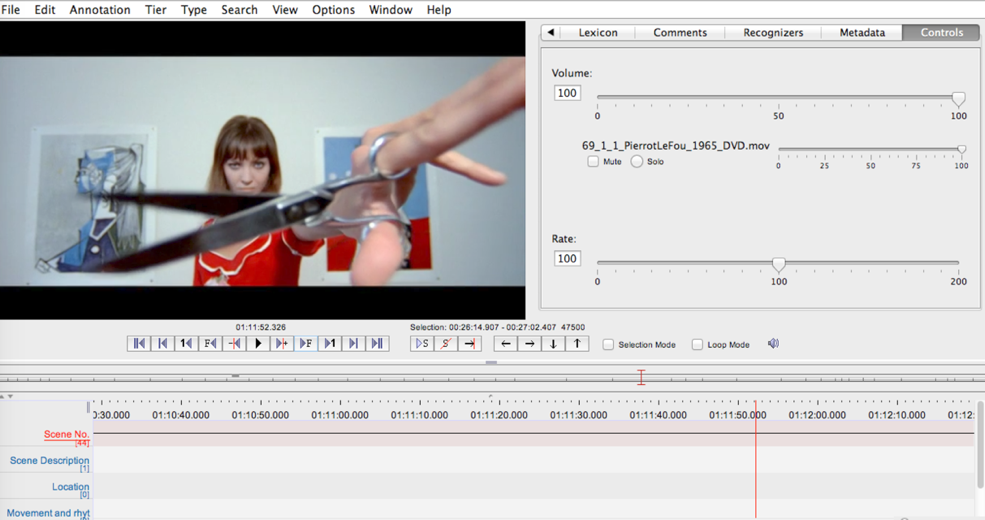 File Edit Annotation Tier Type Search View Options Window Help
Lexicon Comments Recognizers Metadata Controls
Volume:
100
0 50 100
69_1_1_PierrotLeFou_1965_DVD.mov
Mute Solo
0 25 50 75 100
Rate:
100
0 100 200
01:11:52.326
Selection: 00:26:14.907 - 00:27:02.407 47500
1 F F 1 S S Selection Mode Loop Mode
0:30.000 01:10:40.000 01:10:50.000 01:11:00.000 01:11:10.000 01:11:20.000 01:11:30.000 01:11:40.000 01:11:50.000 01:12:00.000 01:12:10.000 01:12:
Scene No.
[44]
Scene Description
[1]
Location
[0]
Movement and rhyt